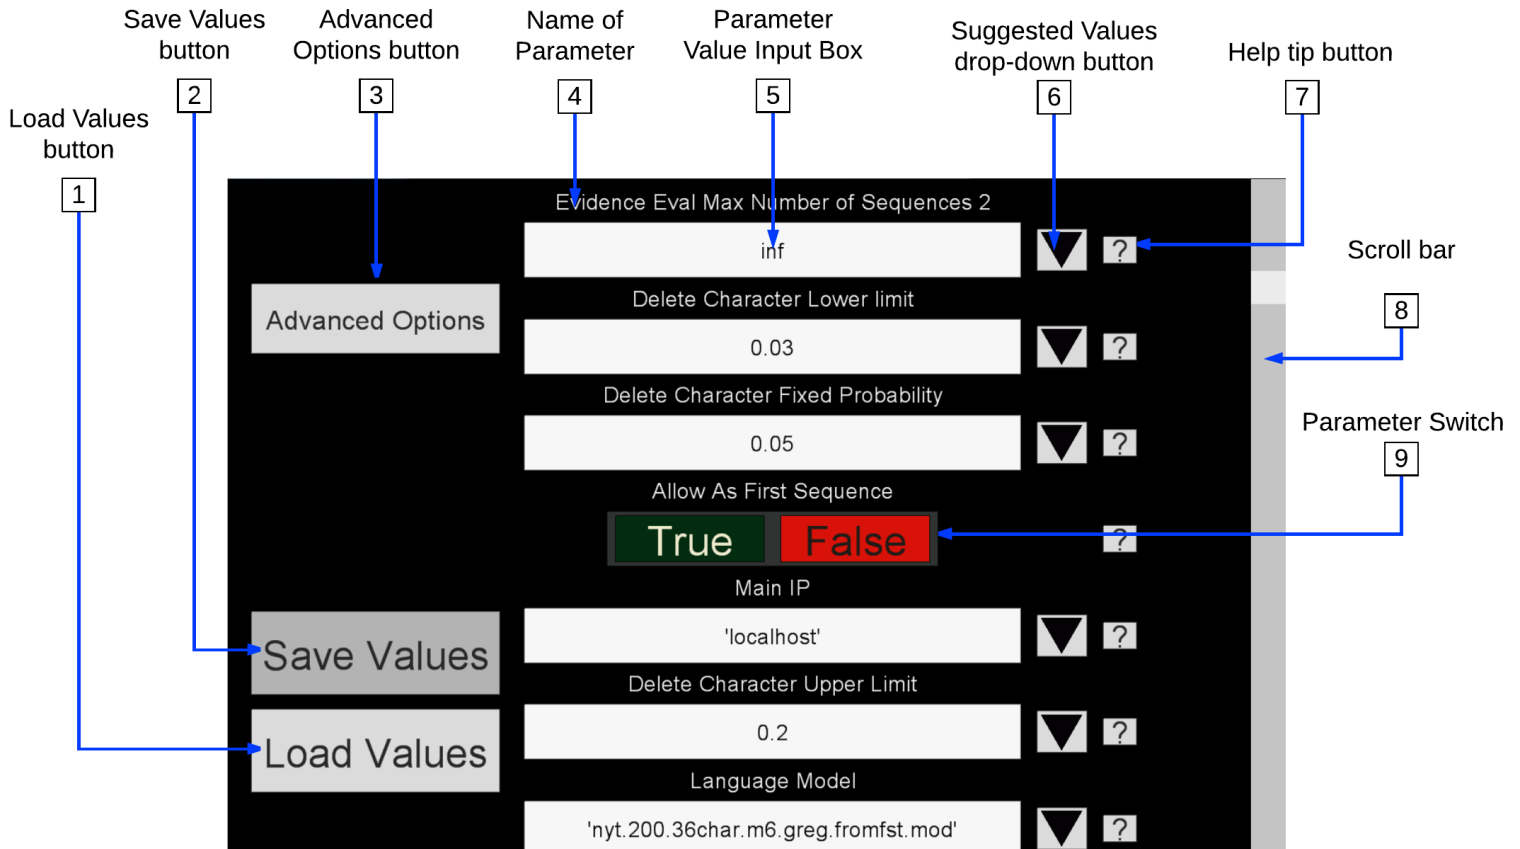 Save Values
button
Advanced
Options button
Name of
Parameter
Parameter
Value Input Box
Suggested Values
drop-down button
Help tip button
2
3
4
5
6
7
Load Values
button
1
Evidence Eval Max Number of Sequences 2
inf
?
Scroll bar
8
Delete Character Lower limit
Advanced Options
0.03
?
Delete Character Fixed Probability
0.05
?
Parameter Switch
9
Allow As First Sequence
True False
?
Main IP
'localhost'
?
Save Values
Delete Character Upper Limit
0.2
?
Load Values
Language Model
'nyt.200.36char.m6.greg.fromfst.mod'
?